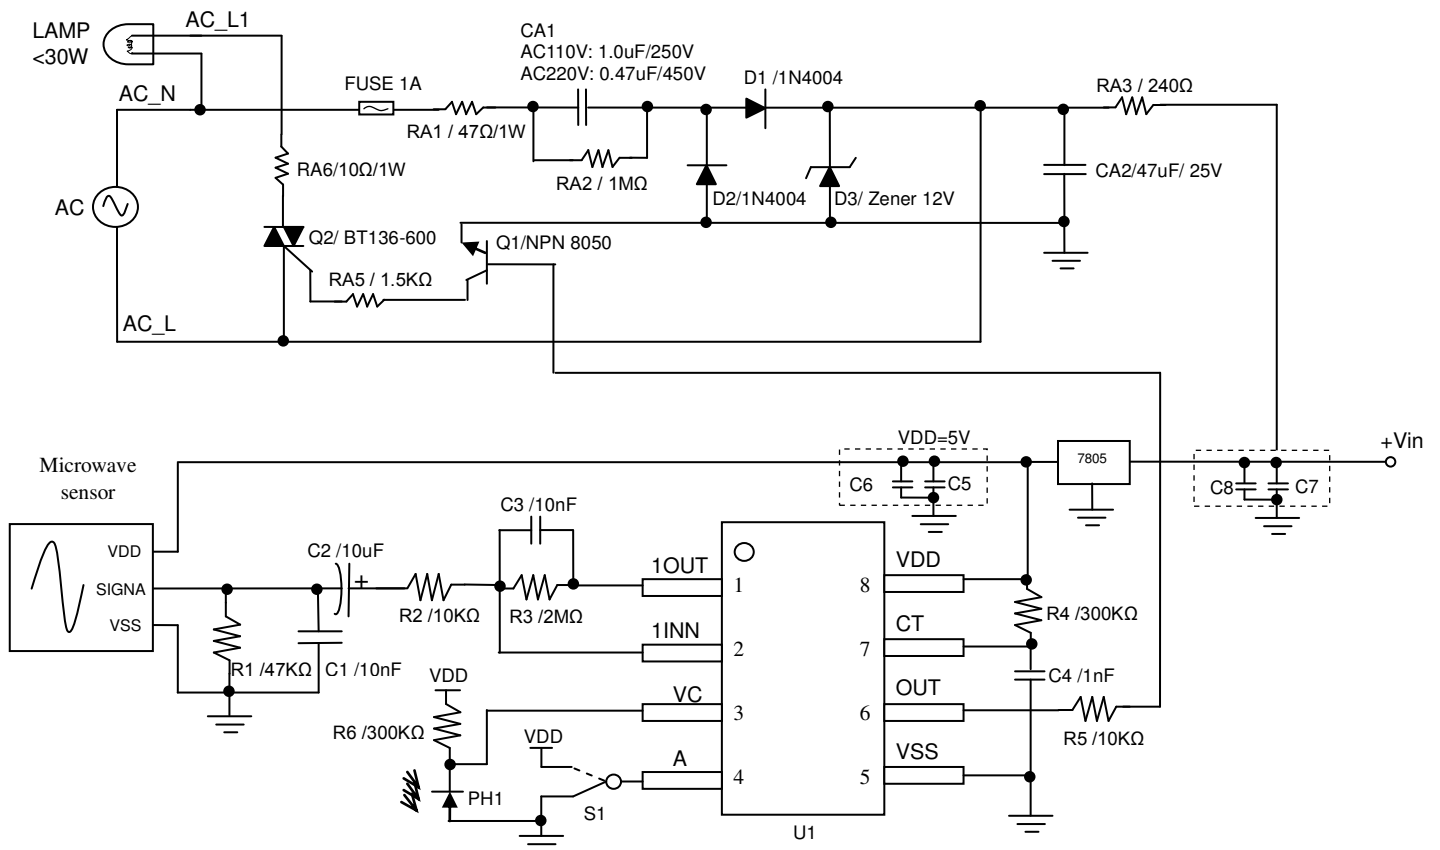 LAMP
<30W
AC_L1
CA1
AC110V: 1.0uF/250V
AC220V: 0.47uF/450V
FUSE 1A
D1 /1N4004
RA3 / 240Ω
AC_N
RA1 / 47Ω/1W
RA6/10Ω/1W
RA2 / 1MΩ
CA2/47uF/ 25V
AC
D2/1N4004
D3/ Zener 12V
Q2/ BT136-600
Q1/NPN 8050
RA5 / 1.5KΩ
AC_L
VDD=5V
+Vin
7805
Microwave
sensor
C6
C5
C8
C7
C3 /10nF
VDD
C2 /10uF
+
1OUT
1
8
VDD
SIGNA
R2 /10KΩ
R3 /2MΩ
R4 /300KΩ
VSS
1INN
2
7
CT
R1 /47KΩ
C1 /10nF
C4 /1nF
VDD
VC
3
6
OUT
R6 /300KΩ
VDD
R5 /10KΩ
A
4
5
VSS
PH1
S1
U1